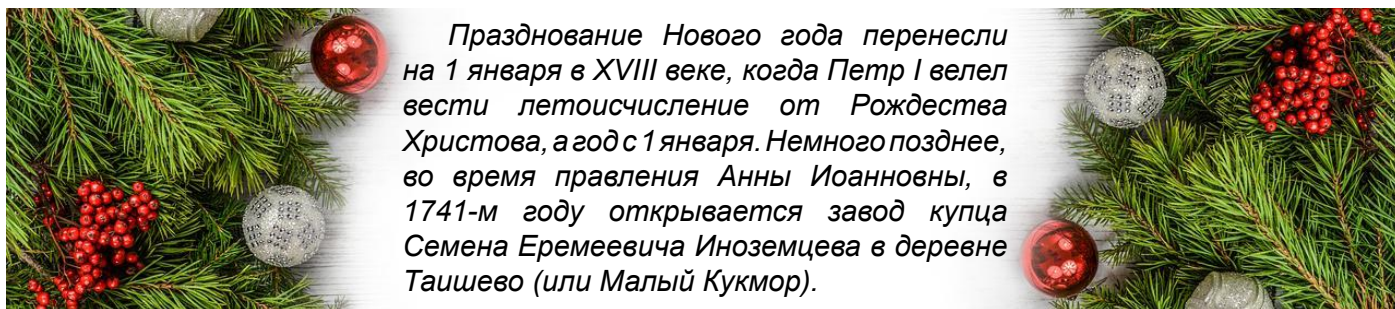 Празднование Нового года перенесли
на 1 января в XVIII веке, когда Петр I велел
вести летоисчисление от Рождества
Христова, а год с 1 января. Немного позднее,
во время правления Анны Иоанновны, в
1741-м году открывается завод купца
Семена Еремеевича Иноземцева в деревне
Таишево (или Малый Кукмор).